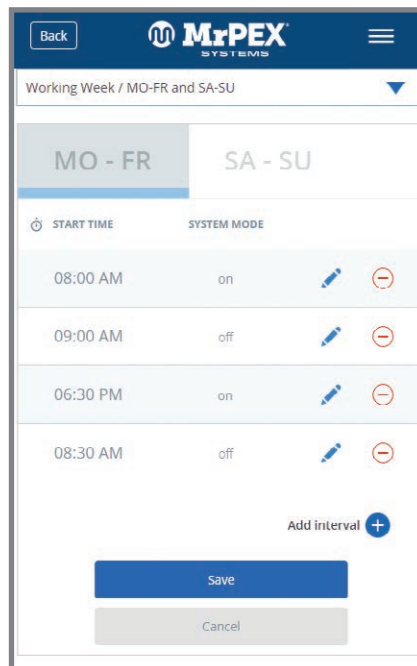 Back MrPEX
SYSTEMS
Working Week / MO-FR and SA-SU
MO - FR SA - SU
START TIME SYSTEM MODE
08:00 AM on
09:00 AM off
06:30 PM on
08:30 AM off
Add interval
Save
Cancel